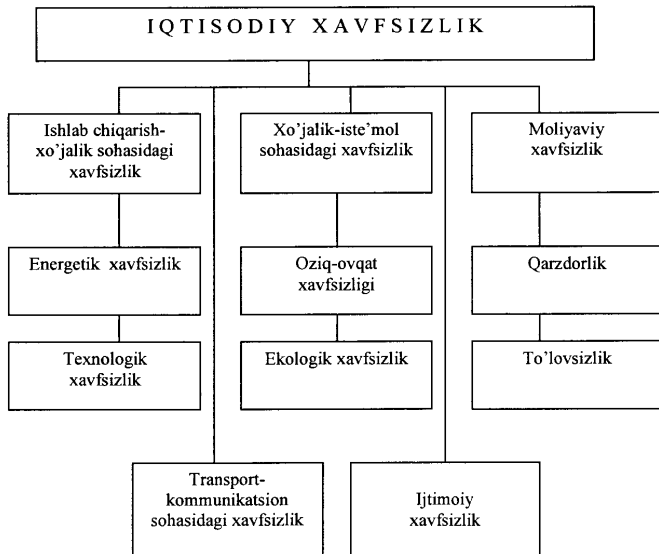 IQTISODIY XAVFSIZLIK
Ishlab chiqarish-
xo’jalik sohasidagi
xavfsizlik
Xo’jalik-iste’mol
sohasidagi xavfsizlik
Moliyaviy
xavfsizlik
Energetik xavfsizlik
Oziq-ovqat
xavfsizligi
Qarzdorlik
Texnologik
xavfsizlik
Ekologik xavfsizlik
To’lovsizlik
Transport-
kommunikatsion
sohasidagi xavfsizlik
Ijtimoiy
xavfsizlik